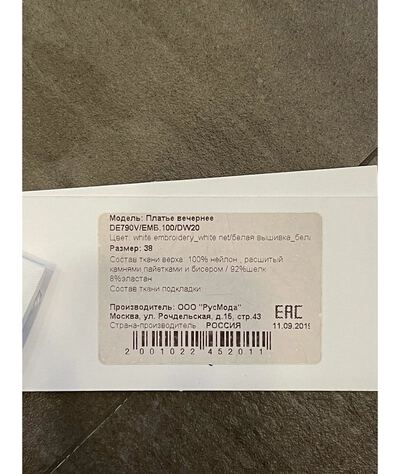 Модель: Платье вечернее
DE790V/ЕМБ.100/DW20
Цвет: white embroidery_white net/белая вышивка_бела
Размер: 38
Состав ткани верха: 100% нейлон , расшитый
камнями пайетками и бисером / 92%шелк
8%эластан
Состав ткани подкладки:
Производитель: ООО "РусМода"
Москва, ул. Рочдельская, д.15, стр.43
Страна-производитель: РОССИЯ
EAC
11.09.2019
2 001022 452011